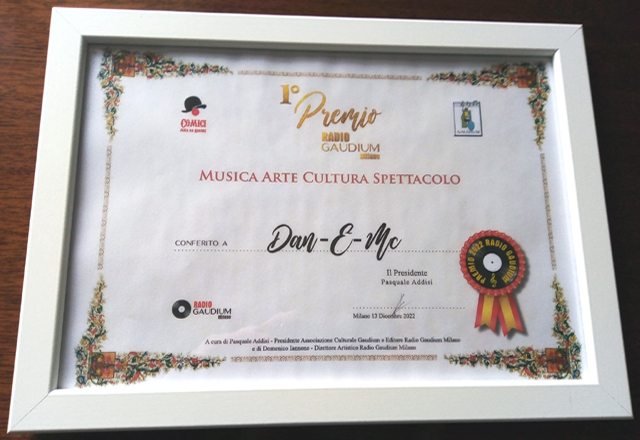 1° Premio
RADIO
GAUDIUM
milano
COMICI
MUSICA ARTE CULTURA SPETTACOLO
CONFERITO A Dan-E-Mc
Il Presidente
Pasquale Addisi
PREMIO 2022 RADIO GAUDIUM
RADIO
GAUDIUM
milano
Milano 13 Dicembre 2022
A cura di Pasquale Addisi - Presidente Associazione Culturale Gaudium e Editore Radio Gaudium Milano
e di Domenico Iannone - Direttore Artistico Radio Gaudium Milano